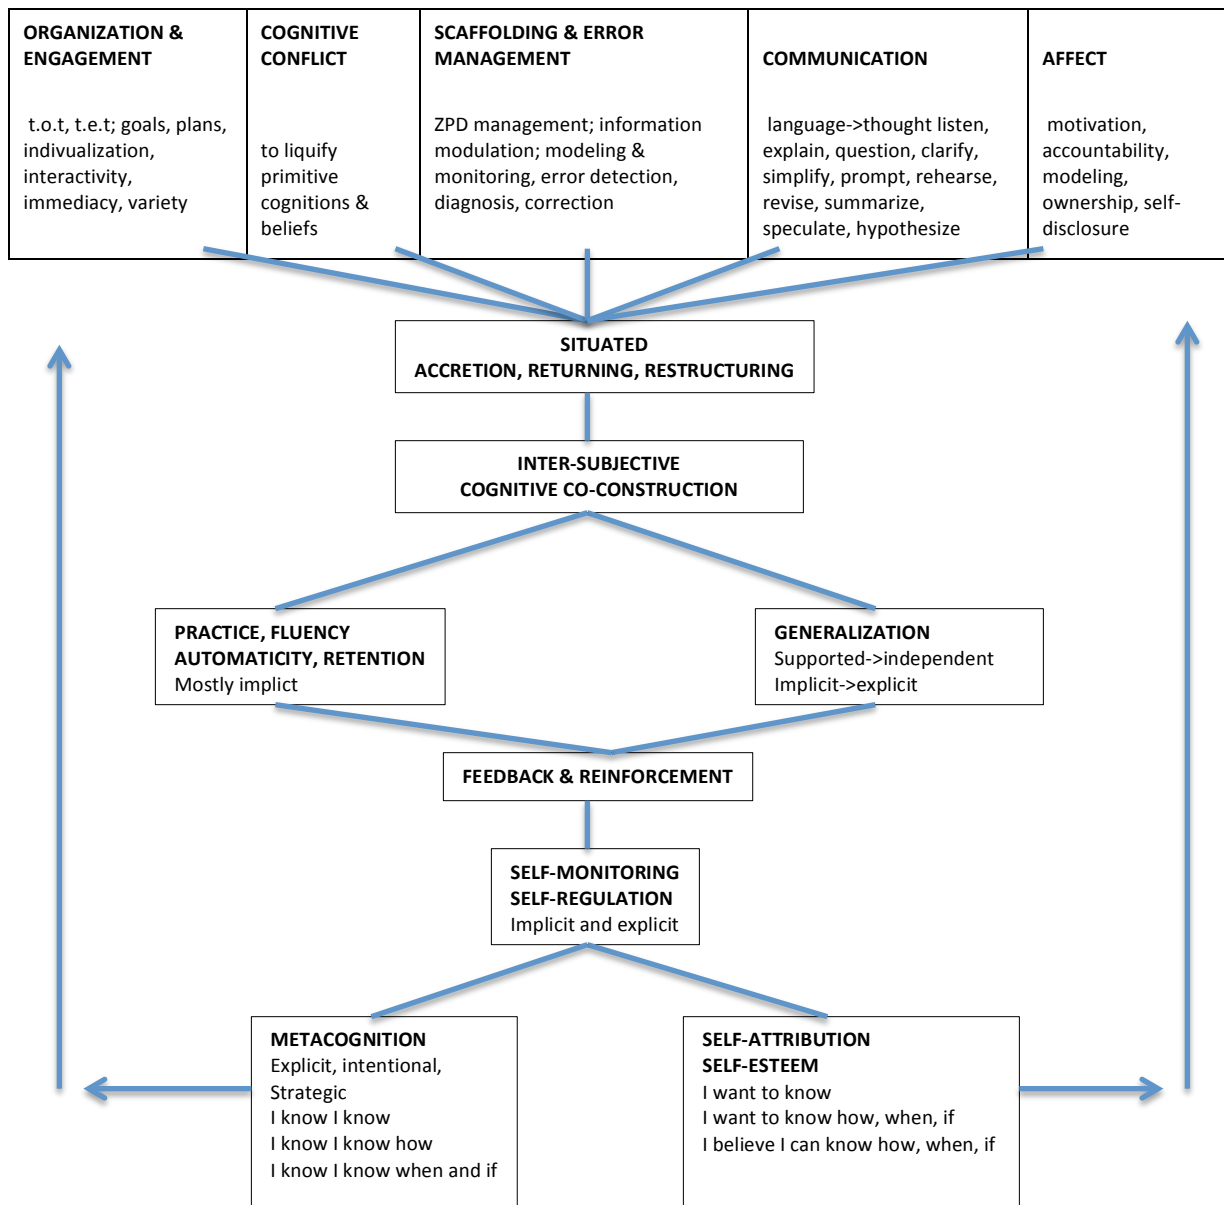 ORGANIZATION &
ENGAGEMENT
t.o.t, t.e.t; goals, plans,
indivualization,
interactivity,
immediacy, variety
COGNITIVE
CONFLICT
to liquify
primitive
cognitions &
beliefs
SCAFFOLDING & ERROR
MANAGEMENT
ZPD management; information
modulation; modeling &
monitoring, error detection,
diagnosis, correction
COMMUNICATION
language->thought listen,
explain, question, clarify,
simplify, prompt, rehearse,
revise, summarize,
speculate, hypothesize
AFFECT
motivation,
accountability,
modeling,
ownership, self-
disclosure
SITUATED
ACCRETION, RETURNING, RESTRUCTURING
INTER-SUBJECTIVE
COGNITIVE CO-CONSTRUCTION
PRACTICE, FLUENCY
AUTOMATICITY, RETENTION
Mostly implict
GENERALIZATION
Supported->independent
Implicit->explicit
FEEDBACK & REINFORCEMENT
SELF-MONITORING
SELF-REGULATION
Implicit and explicit
METACOGNITION
Explicit, intentional,
Strategic
I know I know
I know I know how
I know I know when and if
SELF-ATTRIBUTION
SELF-ESTEEM
I want to know
I want to know how, when, if
I believe I can know how, when, if